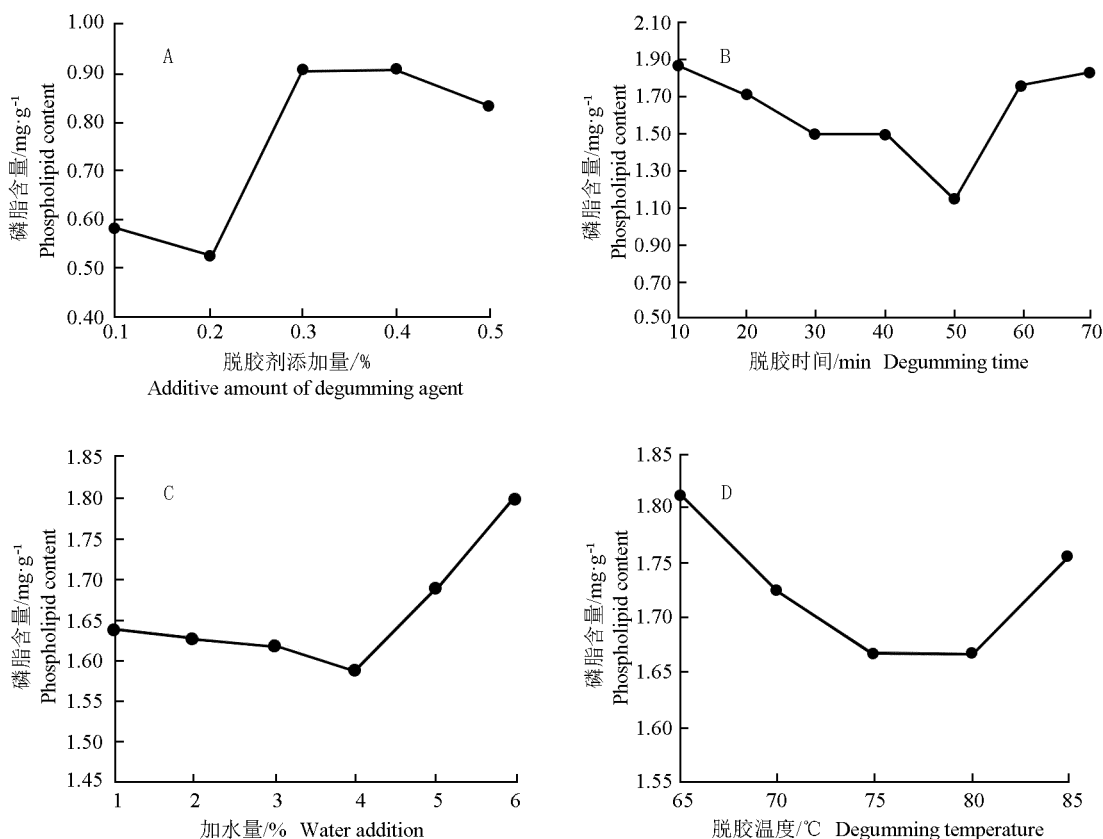 A
磷脂含量/mg·g⁻¹
Phospholipid content
1.00
0.90
0.80
0.70
0.60
0.50
0.40
0.1 0.2 0.3 0.4 0.5
脱胶剂添加量/%
Additive amount of degumming agent
B
磷脂含量/mg·g⁻¹
Phospholipid content
2.10
1.90
1.70
1.50
1.30
1.10
1.90
0.70
0.50
10 20 30 40 50 60 70
脱胶时间/min Degumming time
C
磷脂含量/mg·g⁻¹
Phospholipid content
1.85
1.80
1.75
1.70
1.65
1.60
1.55
1.50
1.45
1 2 3 4 5 6
加水量/% Water addition
D
磷脂含量/mg·g⁻¹
Phospholipid content
1.85
1.80
1.75
1.70
1.65
1.60
1.55
65 70 75 80 85
脱胶温度/℃ Degumming temperature